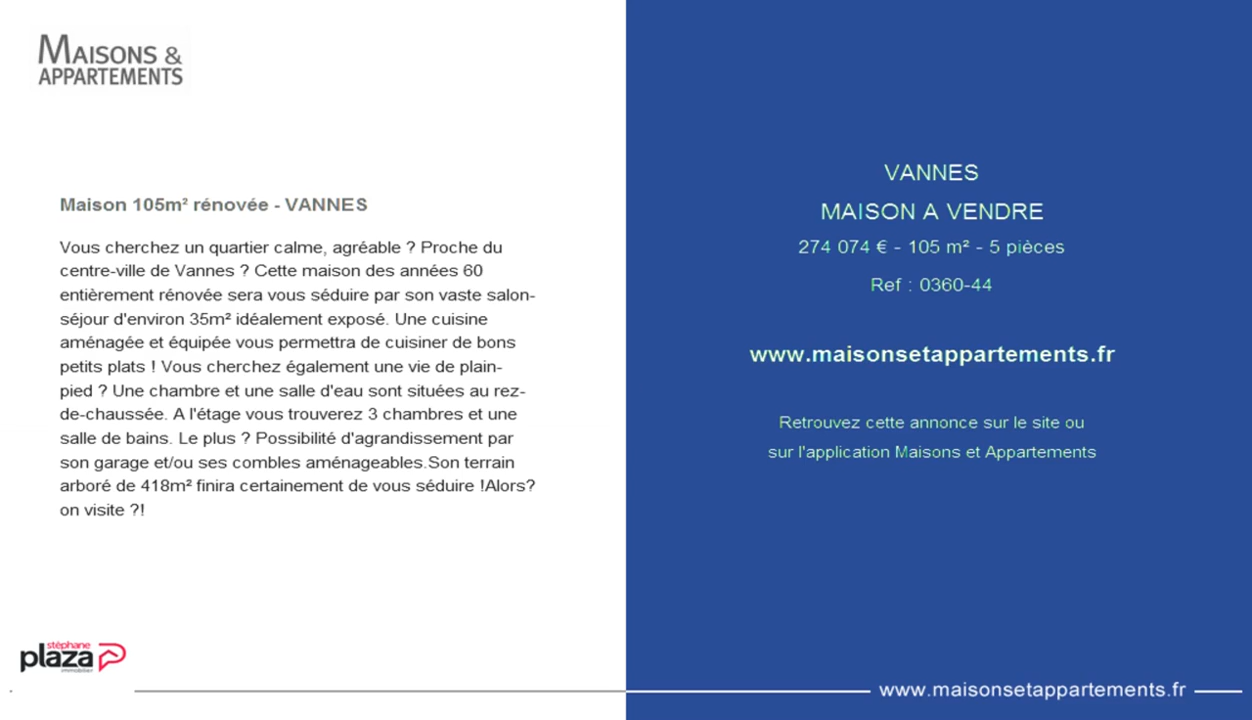 MAISONS &
APPARTEMENTS
Maison 105m² rénovée - VANNES
Vous cherchez un quartier calme, agréable ? Proche du
centre-ville de Vannes ? Cette maison des années 60
entièrement rénovée sera vous séduire par son vaste salon-
séjour d'environ 35m² idéalement exposé. Une cuisine
aménagée et équipée vous permettra de cuisiner de bons
petits plats ! Vous cherchez également une vie de plain-
pied ? Une chambre et une salle d'eau sont situées au rez-
de-chaussée. A l'étage vous trouverez 3 chambres et une
salle de bains. Le plus ? Possibilité d'agrandissement par
son garage et/ou ses combles aménageables.Son terrain
arboré de 418m² finira certainement de vous séduire !Alors?
on visite ?!
stéphane
plaza
immobilier
VANNES
MAISON A VENDRE
274 074 € - 105 m² - 5 pièces
Ref : 0360-44
www.maisonsetappartements.fr
Retrouvez cette annonce sur le site ou
sur l'application Maisons et Appartements
www.maisonsetappartements.fr